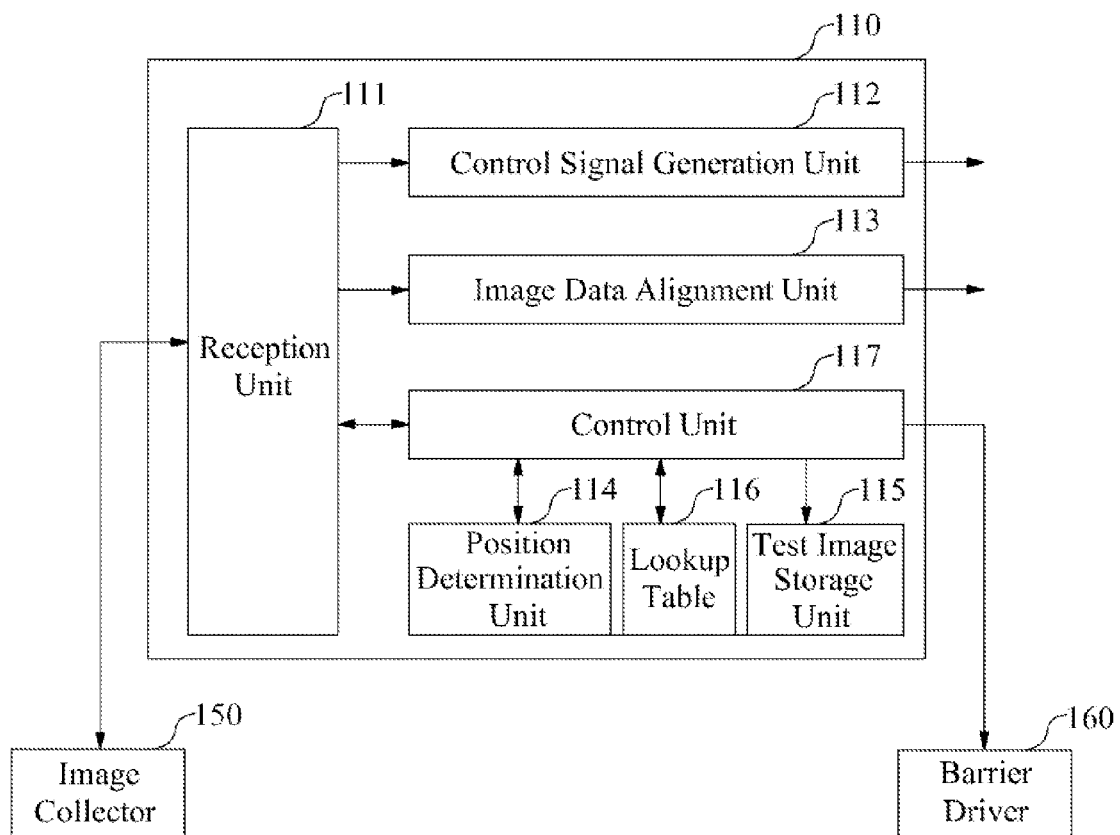 110
111
112
Control Signal Generation Unit
113
Image Data Alignment Unit
Reception
Unit
117
Control Unit
114
Position
Determination
Unit
116
Lookup
Table
115
Test Image
Storage
Unit
150
Image
Collector
160
Barrier
Driver